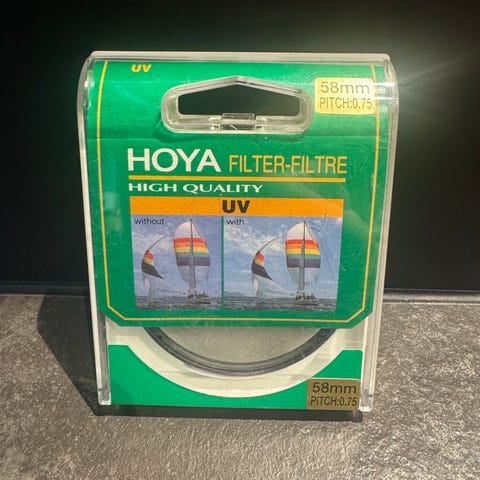 UV
58mm
PITCH:0.75
HOYA FILTER-FILTRE
HIGH QUALITY
UV
without
with
58mm
PITCH:0.75